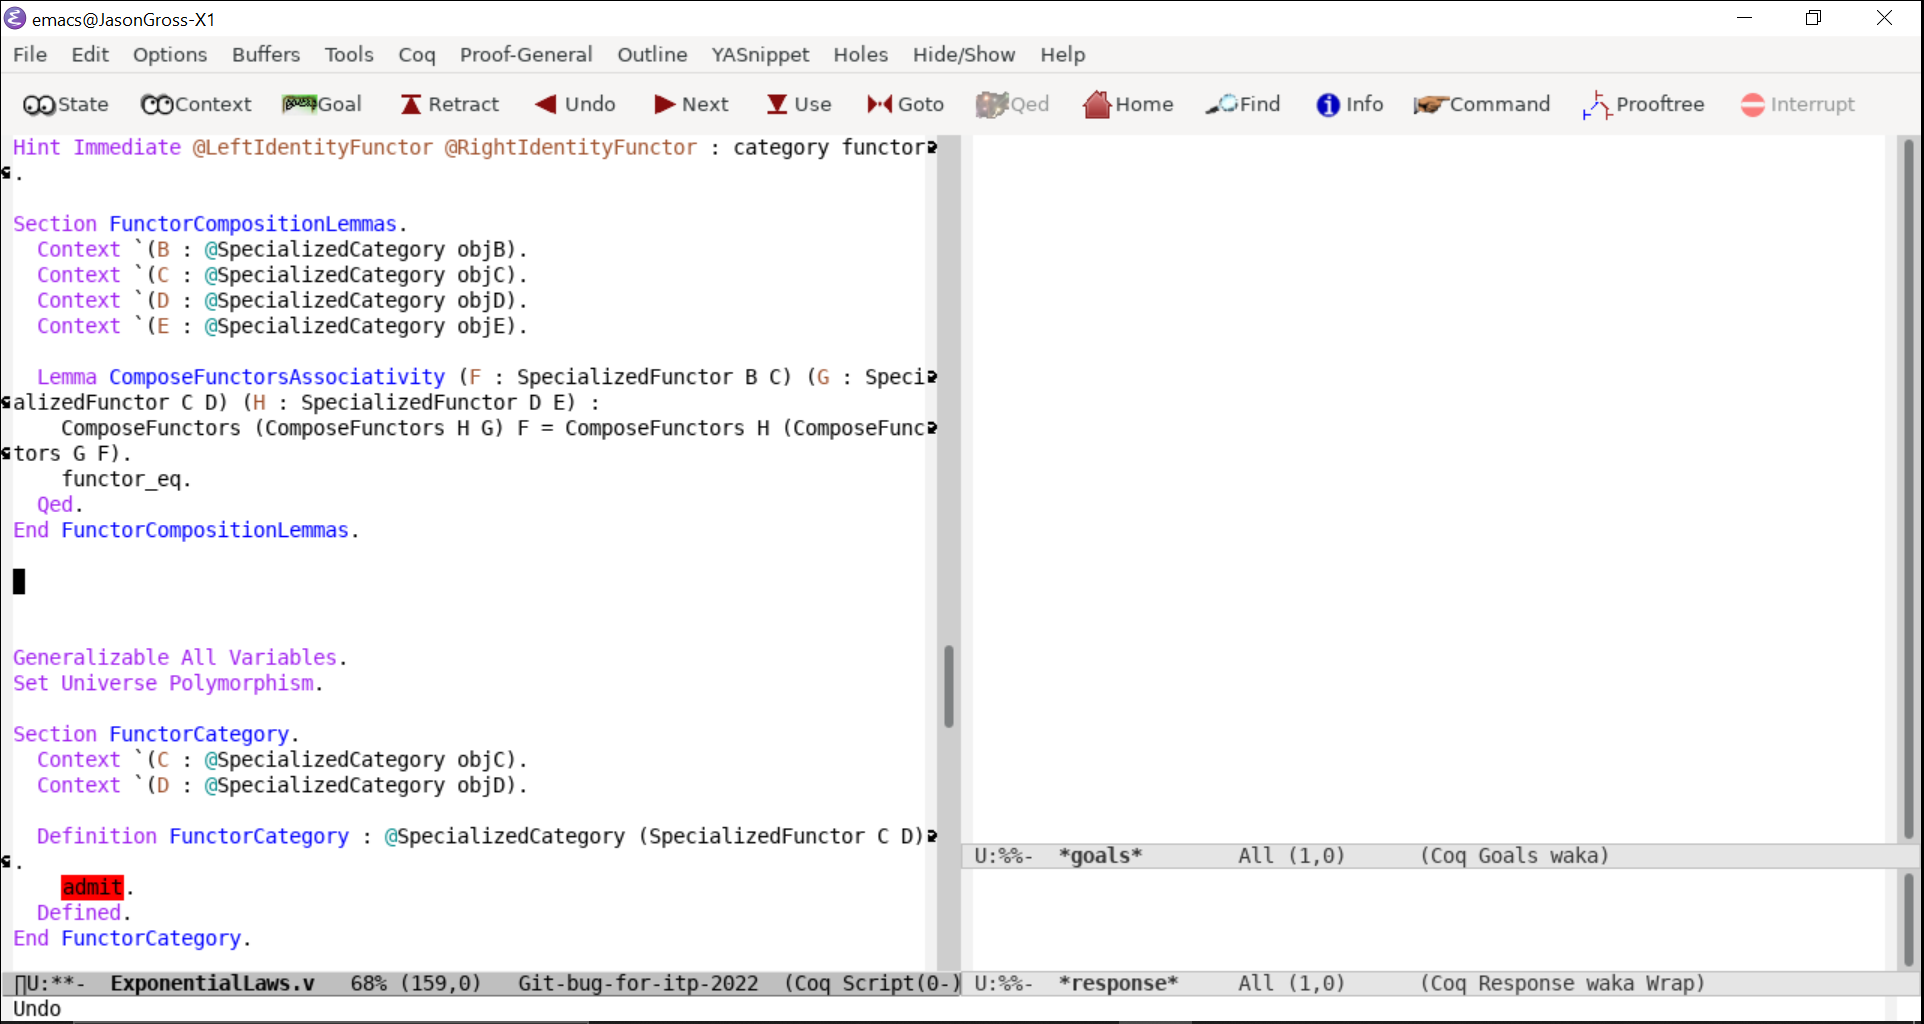 emacs@JasonGross-X1
File Edit Options Buffers Tools Coq Proof-General Outline YASnippet Holes Hide/Show Help
State Context Goal Retract Undo Next Use Goto Qed Home Find Info Command Prooftree Interrupt
Hint Immediate @LeftIdentityFunctor @RightIdentityFunctor : category functor
.
Section FunctorCompositionLemmas.
Context `(B : @SpecializedCategory objB).
Context `(C : @SpecializedCategory objC).
Context `(D : @SpecializedCategory objD).
Context `(E : @SpecializedCategory objE).
Lemma ComposeFunctorsAssociativity (F : SpecializedFunctor B C) (G : Speci
alizedFunctor C D) (H : SpecializedFunctor D E) :
ComposeFunctors (ComposeFunctors H G) F = ComposeFunctors H (ComposeFunc
tors G F).
functor_eq.
Qed.
End FunctorCompositionLemmas.
Generalizable All Variables.
Set Universe Polymorphism.
Section FunctorCategory.
Context `(C : @SpecializedCategory objC).
Context `(D : @SpecializedCategory objD).
Definition FunctorCategory : @SpecializedCategory (SpecializedFunctor C D)
.
admit.
Defined.
End FunctorCategory.
U:**- ExponentialLaws.v 68% (159,0) Git-bug-for-itp-2022 (Coq Script(0-)
Undo
U:%%- *goals* All (1,0) (Coq Goals waka)
U:%%- *response* All (1,0) (Coq Response waka Wrap)